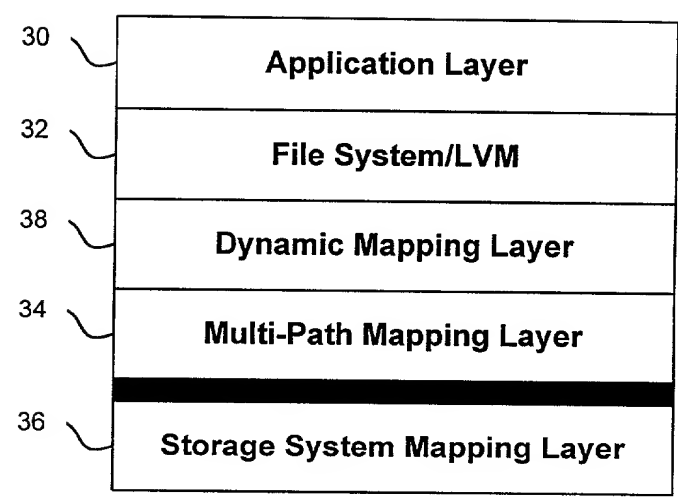 30
Application Layer
32
File System/LVM
38
Dynamic Mapping Layer
34
Multi-Path Mapping Layer
36
Storage System Mapping Layer